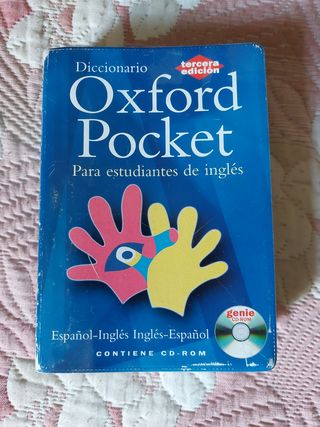 Diccionario
tercera
edición
Oxford
Pocket
Para estudiantes de inglés
Español-Inglés Inglés-Español
genie
CD-ROM
CONTIENE CD-ROM